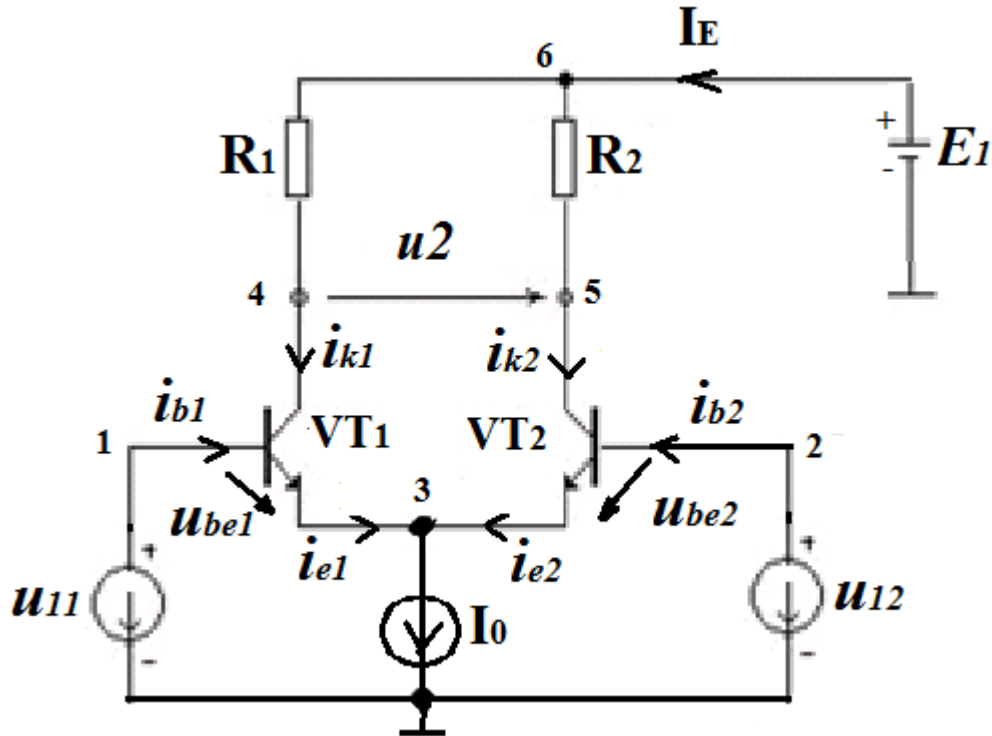 IE
6
+
R1
R2
-
E1
u2
4
5
ik1
ik2
ib1
VT1
VT2
ib2
1
2
3
ube1
ube2
ie1
ie2
+
+
u11
I0
u12
-
-